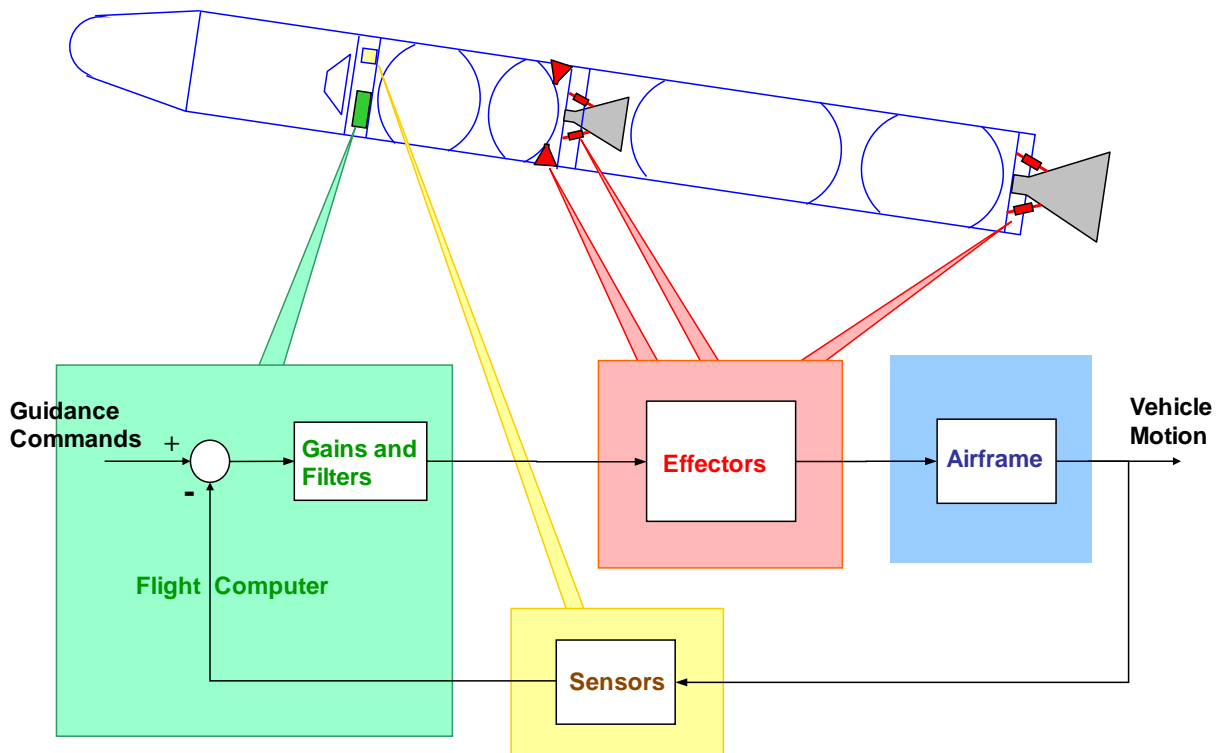 Guidance
Commands
+
-
Gains and
Filters
Effectors
Airframe
Vehicle
Motion
Flight Computer
Sensors